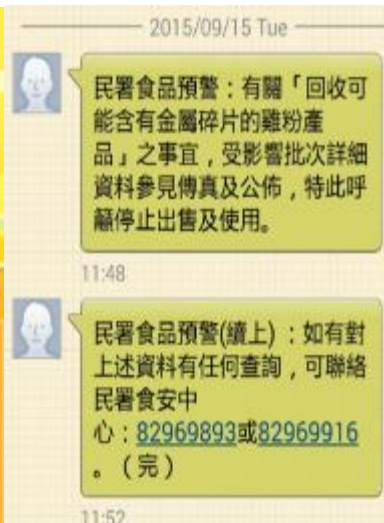 2015/09/15 Tue
民署食品預警：有關「回收可
能含有金屬碎片的雞粉產
品」之事宜，受影響批次詳細
資料參見傳真及公佈，特此呼
籲停止出售及使用。
11:48
民署食品預警(續上)：如有對
上述資料有任何查詢，可聯絡
民署食安中
心：82969893或82969916
。（完）
11:52